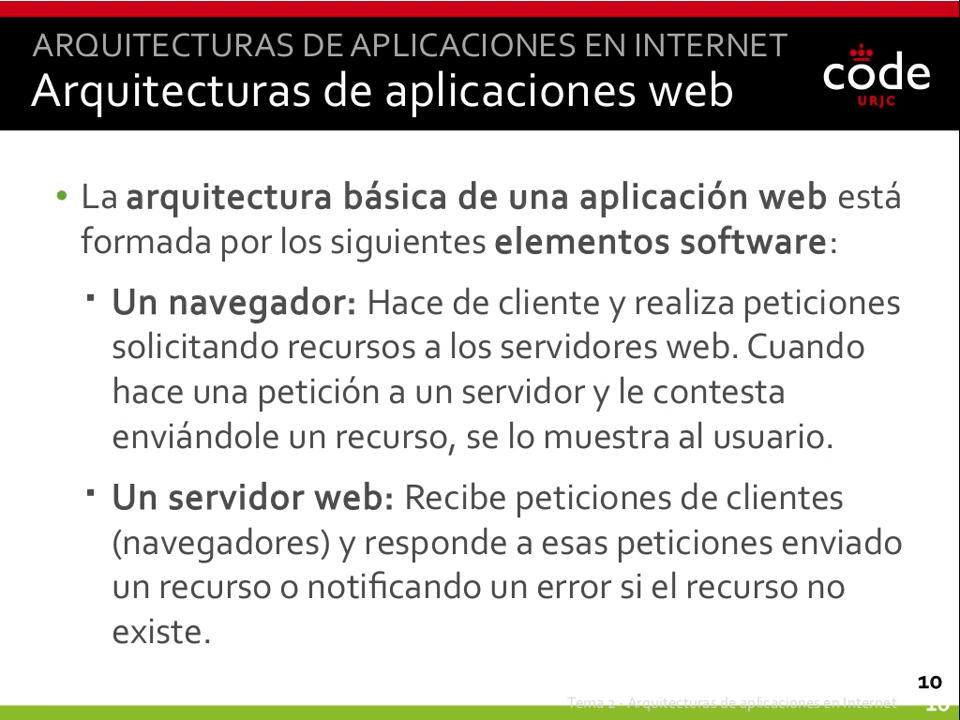 ARQUITECTURAS DE APLICACIONES EN INTERNET
Arquitecturas de aplicaciones web
code
URJC
• La arquitectura básica de una aplicación web está
formada por los siguientes elementos software:
▪ Un navegador: Hace de cliente y realiza peticiones
solicitando recursos a los servidores web. Cuando
hace una petición a un servidor y le contesta
enviándole un recurso, se lo muestra al usuario.
▪ Un servidor web: Recibe peticiones de clientes
(navegadores) y responde a esas peticiones enviado
un recurso o notificando un error si el recurso no
existe.
10
Tema 2 - Arquitecturas de aplicaciones en Internet
10